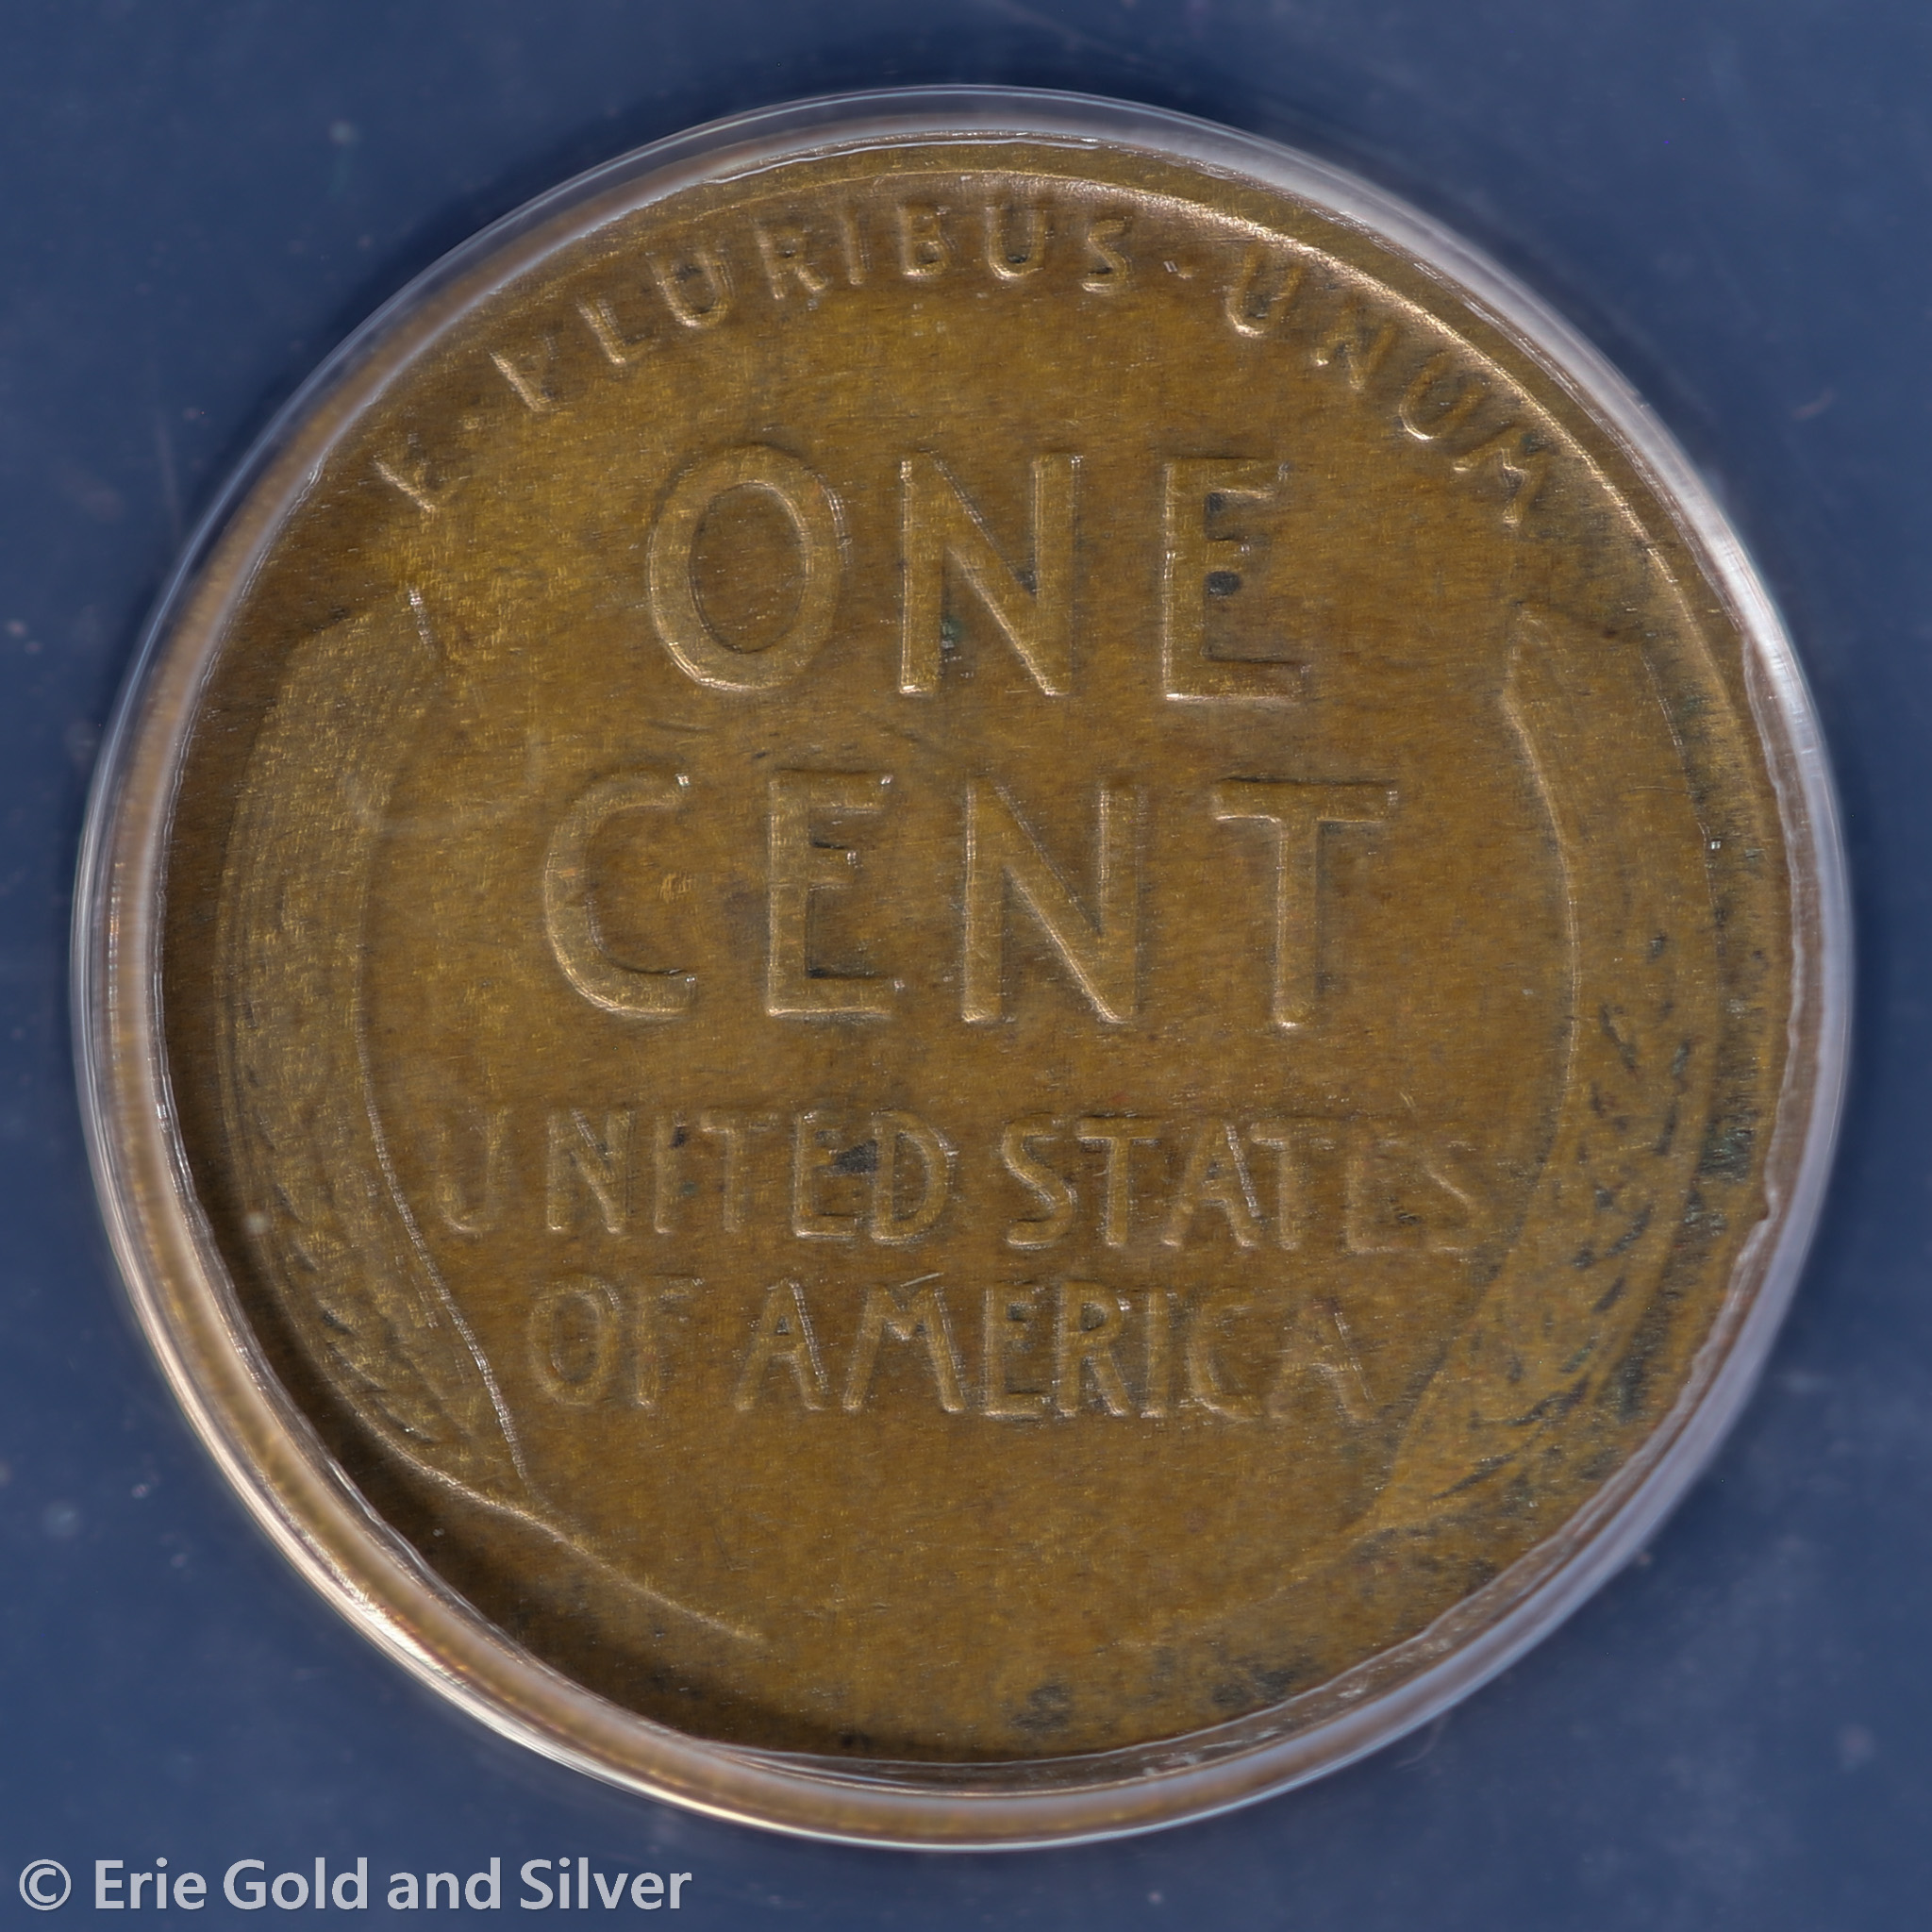 E·PLURIBUS·UNUM
ONE
CENT
UNITED STATES
OF AMERICA
© Erie Gold and Silver